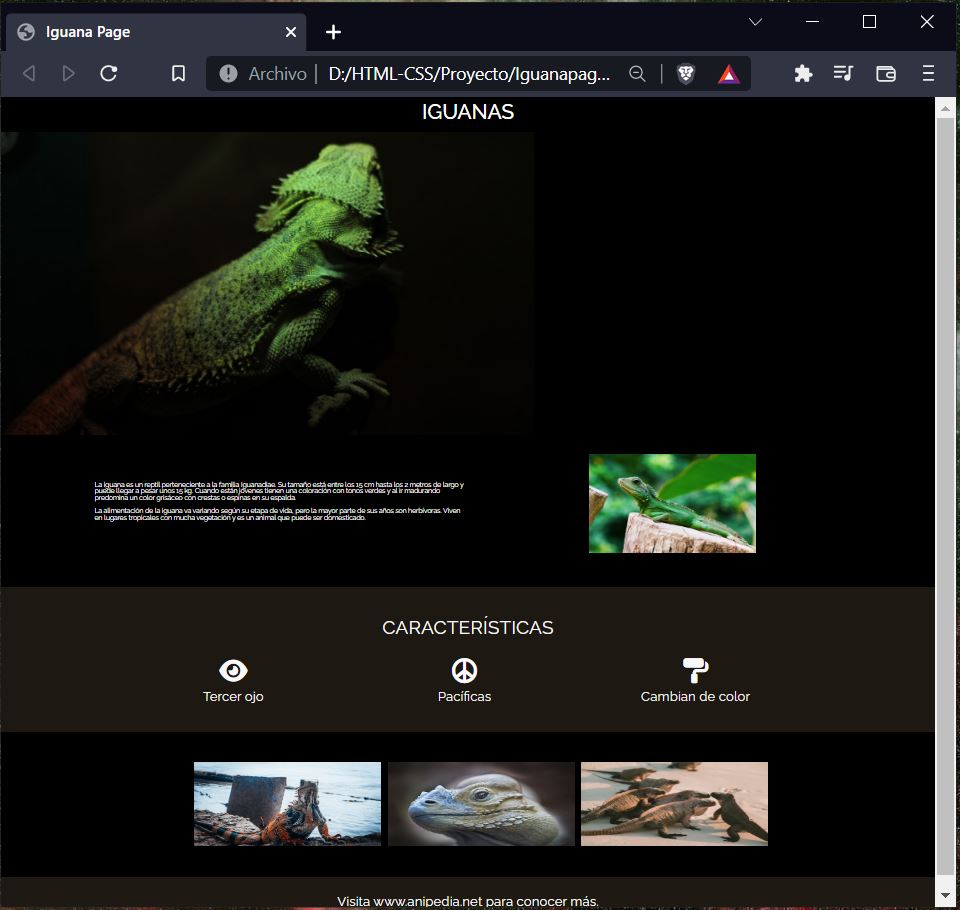 Iguana Page
Archivo | D:/HTML-CSS/Proyecto/Iguanapag...
IGUANAS
La iguana es un reptil perteneciente a la familia Iguanadiae. Su tamaño está entre los 15 cm hasta los 2 metros de largo y
puede llegar a pesar unos 15 kg. Cuando están jóvenes tienen una coloración con tonos verdes y al ir madurando
predomina un color grisáceo con crestas o espinas en su espalda.
La alimentación de la iguana va variando según su etapa de vida, pero la mayor parte de sus años son herbívoras. Viven
en lugares tropicales con mucha vegetación y es un animal que puede ser domesticado.
CARACTERÍSTICAS
Tercer ojo
Pacíficas
Cambian de color
Visita www.anipedia.net para conocer más.